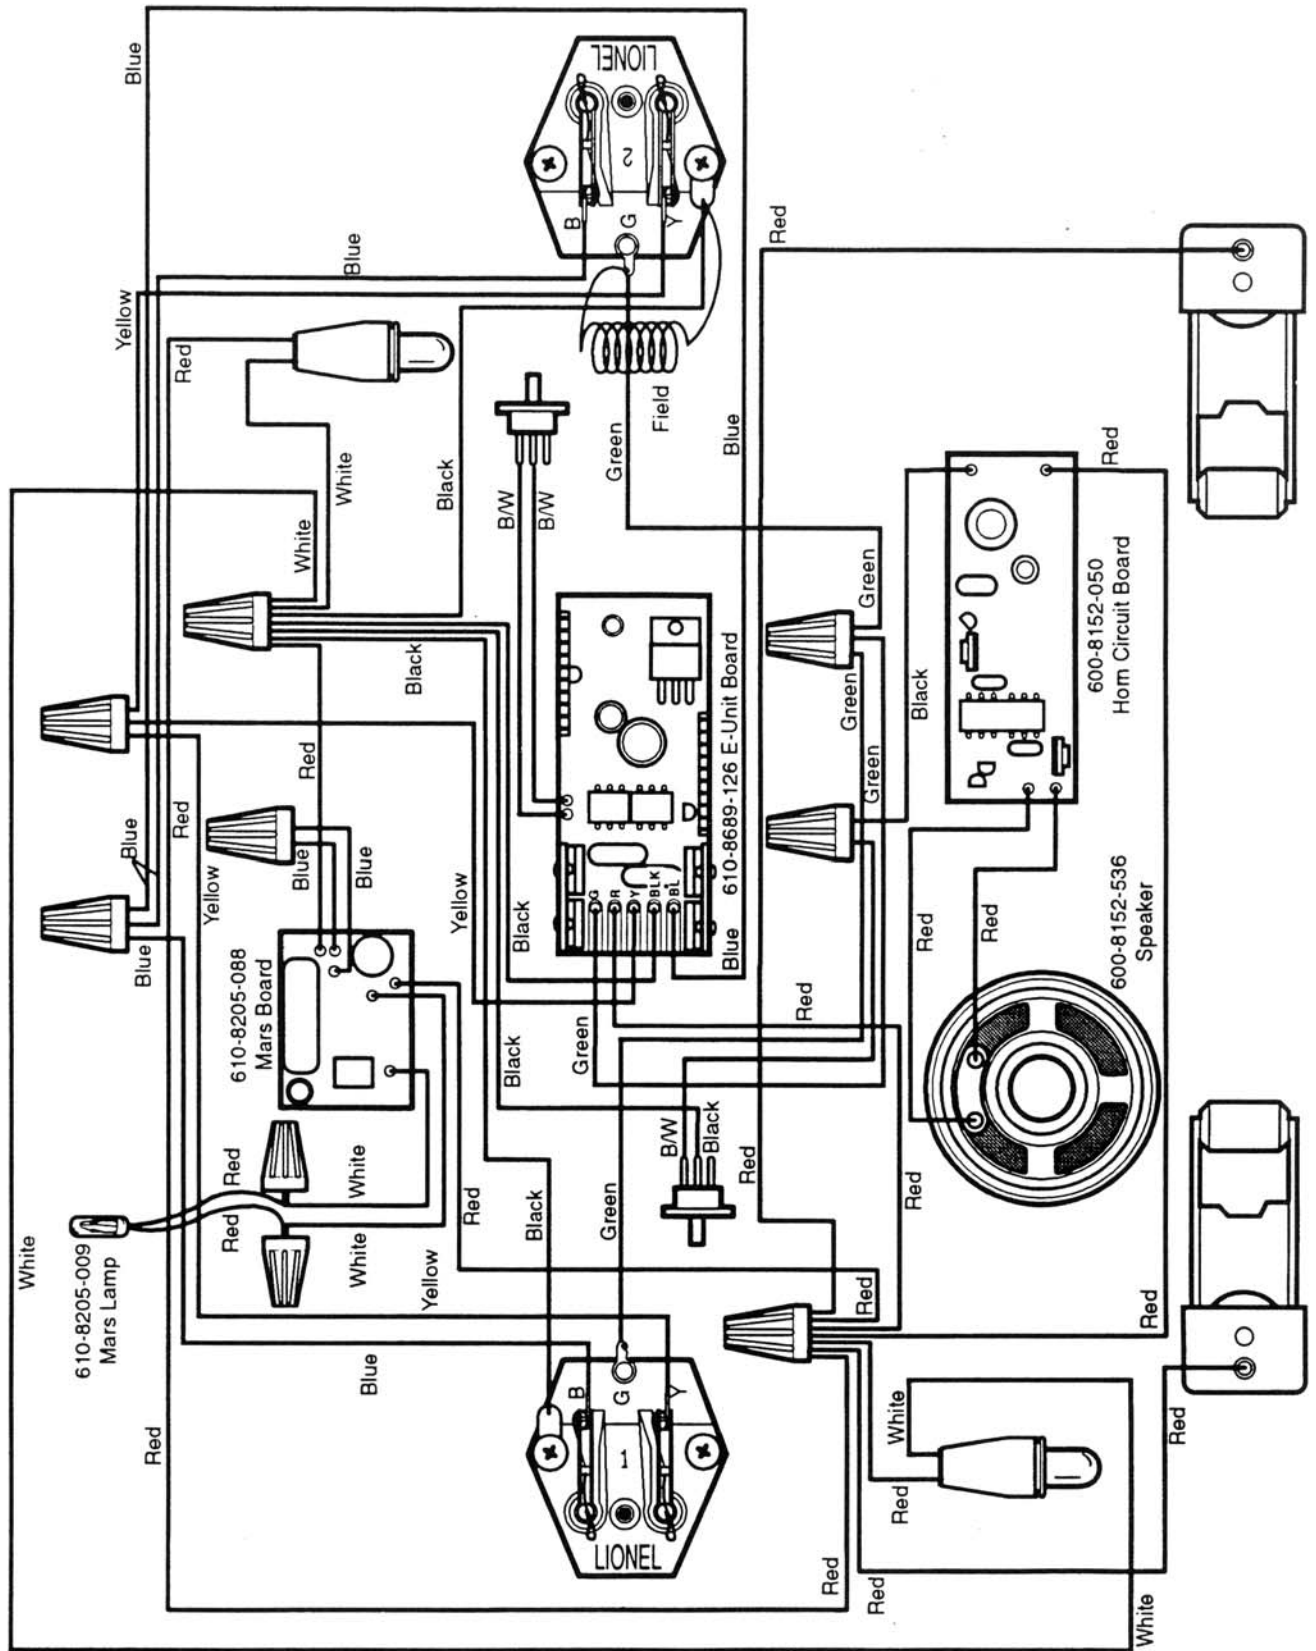 White
610-8205-009
Mars Lamp
Yellow
Blue
Blue
Blue
Red
Red
Red
Yellow
Red
Red
610-8205-088
Mars Board
Blue
Red
White
White
White
Blue
White
Blue
Blue
Black
Yellow
Yellow
Black
Red
B/W
Black
Black
Black
B/W
B
G
Y
1
LIONEL
Green
Green
Green
G
R
Y
BLK
BL
B
G
Y
2
LIONEL
Field
B/W
Black
610-8689-126 E-Unit Board
Blue
Blue
Red
Red
Red
Red
Green
Green
Green
Red
Red
White
Red
Red
Black
Red
Red
600-8152-050
Horn Circuit Board
600-8152-536
Speaker
Red
Red
White
Red